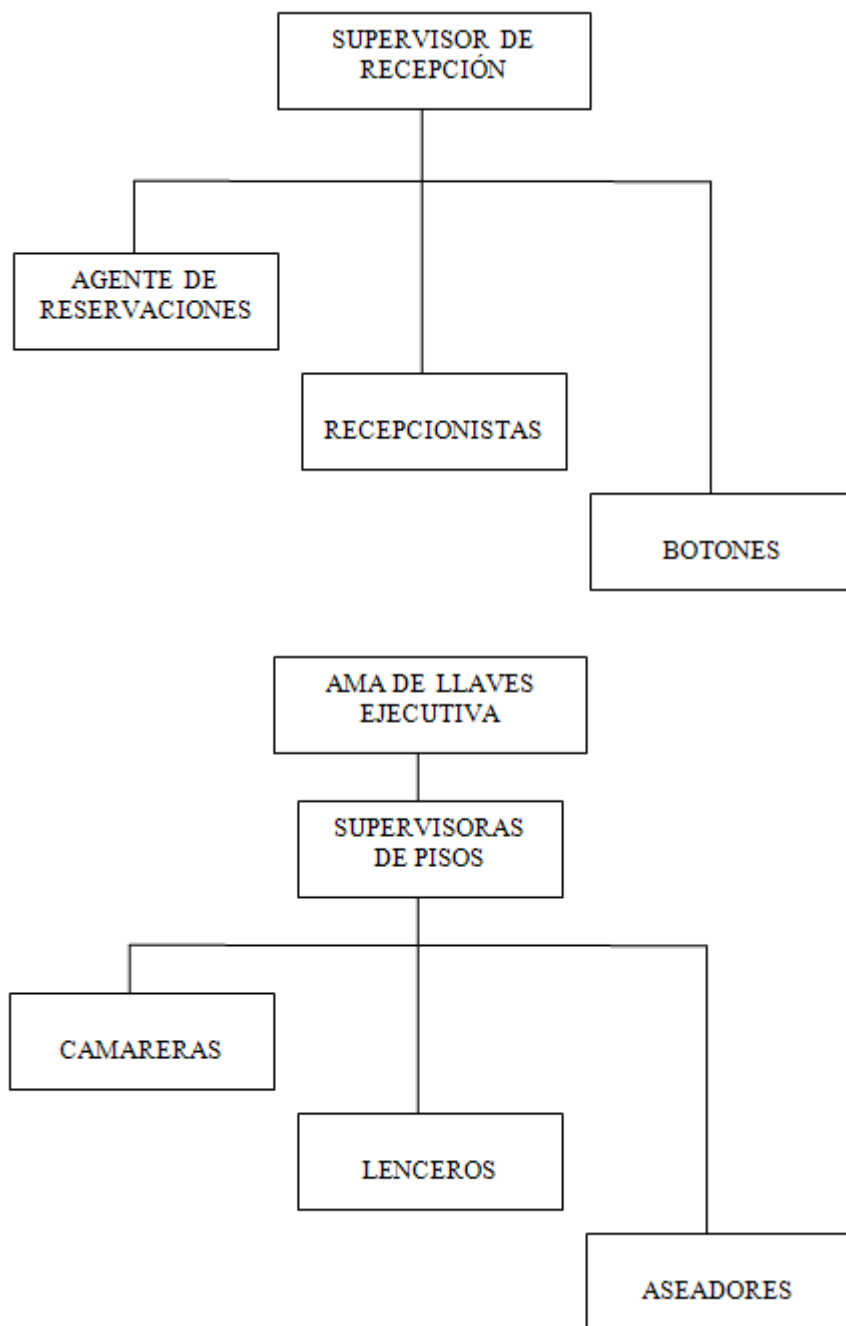 SUPERVISOR DE
RECEPCIÓN
AGENTE DE
RESERVACIONES
RECEPCIONISTAS
BOTONES
AMA DE LLAVES
EJECUTIVA
SUPERVISORAS
DE PISOS
CAMARERAS
LENCEROS
ASEADORES